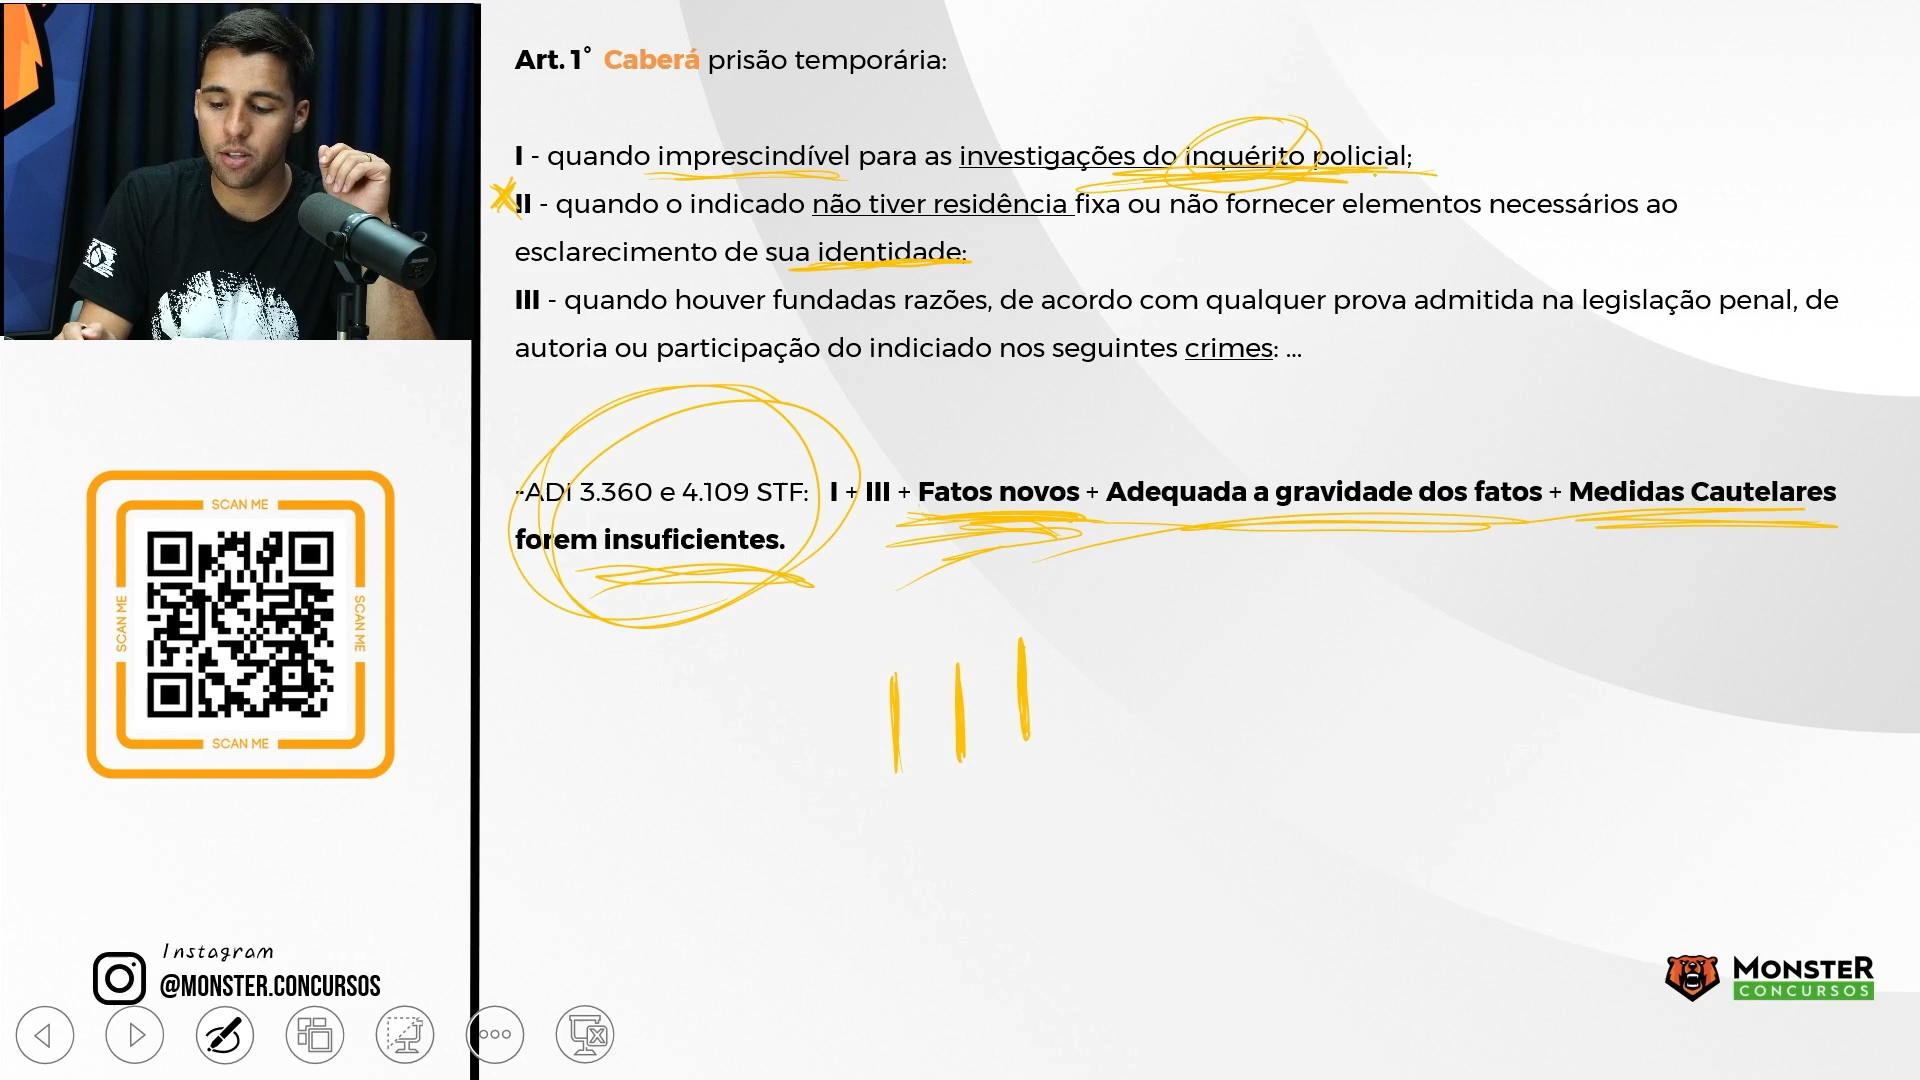 Art. 1° Caberá prisão temporária:
I - quando imprescindível para as investigações do inquérito policial;
II - quando o indicado não tiver residência fixa ou não fornecer elementos necessários ao
esclarecimento de sua identidade;
III - quando houver fundadas razões, de acordo com qualquer prova admitida na legislação penal, de
autoria ou participação do indiciado nos seguintes crimes: ...
-ADI 3.360 e 4.109 STF: I + III + Fatos novos + Adequada a gravidade dos fatos + Medidas Cautelares
forem insuficientes.
SCAN ME
SCAN ME
SCAN ME
SCAN ME
Instagram
@MONSTER.CONCURSOS
MONSTER
CONCURSOS